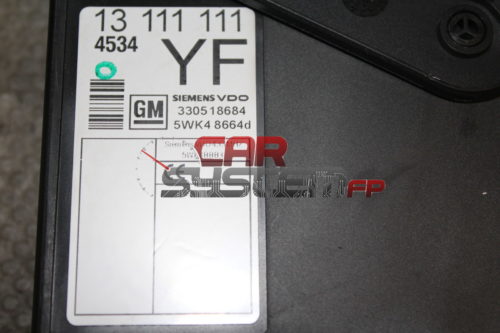 13 111 111
4534
YF
GM
SIEMENS VDO
330518684
5WK4 8664d
CAR
SYSTEM FP